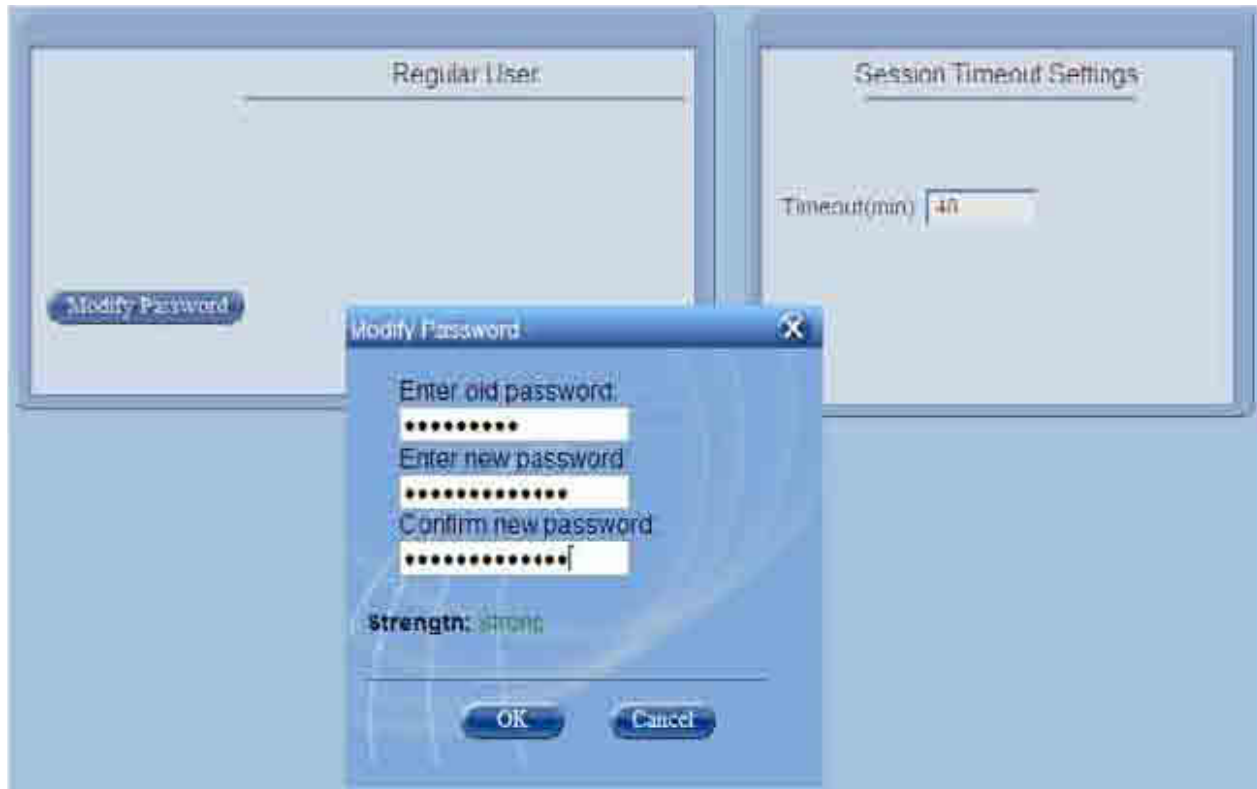 Regular User
Session Timeout Settings
Timeout(min) 40
Modify Password
Modify Password
Enter old password:
•••••••••
Enter new password
•••••••••••••
Confirm new password
•••••••••••••
Strength: Strong
OK Cancel